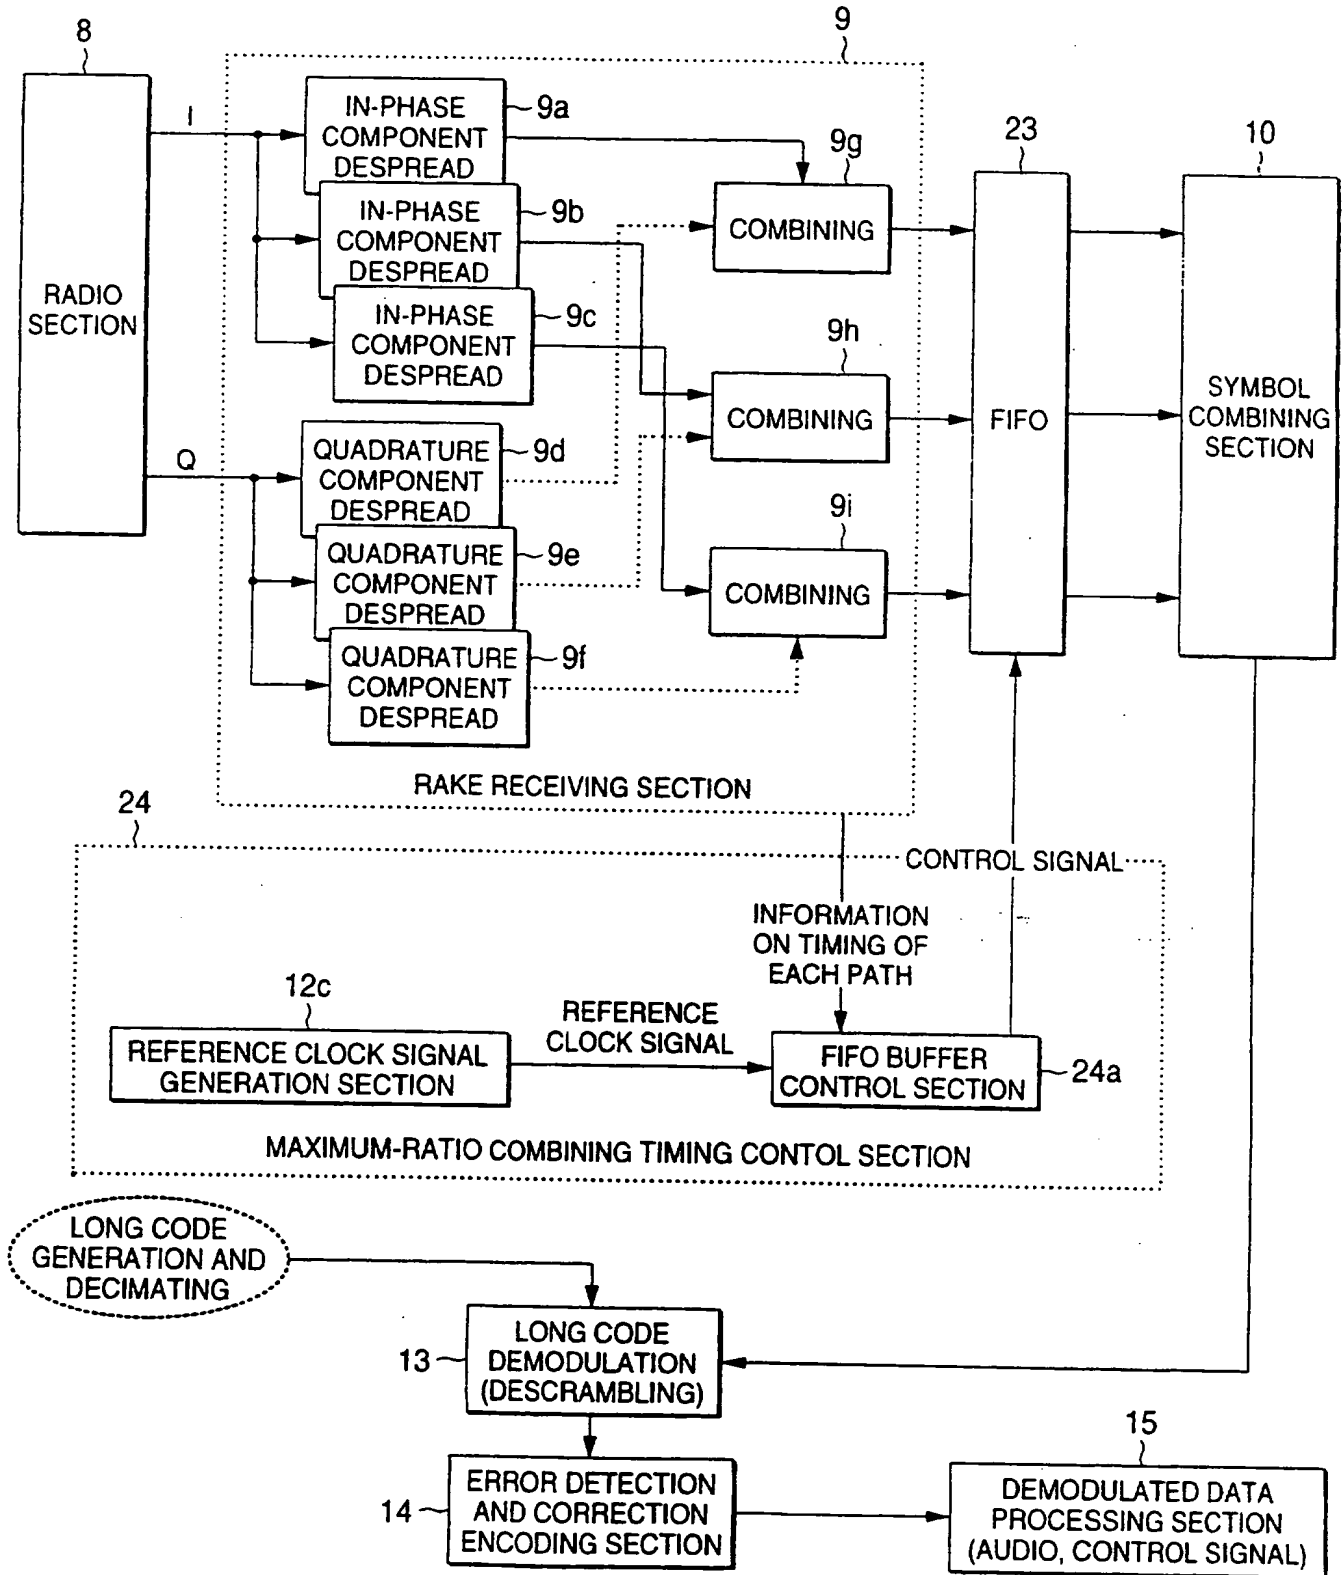 8
RADIO
SECTION
I
Q
9
IN-PHASE
COMPONENT
DESPREAD
9a
IN-PHASE
COMPONENT
DESPREAD
9b
IN-PHASE
COMPONENT
DESPREAD
9c
QUADRATURE
COMPONENT
DESPREAD
9d
QUADRATURE
COMPONENT
DESPREAD
9e
QUADRATURE
COMPONENT
DESPREAD
9f
9g
COMBINING
9h
COMBINING
9i
COMBINING
RAKE RECEIVING SECTION
23
FIFO
10
SYMBOL
COMBINING
SECTION
24
CONTROL SIGNAL
INFORMATION
ON TIMING OF
EACH PATH
12c
REFERENCE CLOCK SIGNAL
GENERATION SECTION
REFERENCE
CLOCK SIGNAL
FIFO BUFFER
CONTROL SECTION
24a
MAXIMUM-RATIO COMBINING TIMING CONTOL SECTION
LONG CODE
GENERATION AND
DECIMATING
13
LONG CODE
DEMODULATION
(DESCRAMBLING)
14
ERROR DETECTION
AND CORRECTION
ENCODING SECTION
15
DEMODULATED DATA
PROCESSING SECTION
(AUDIO, CONTROL SIGNAL)